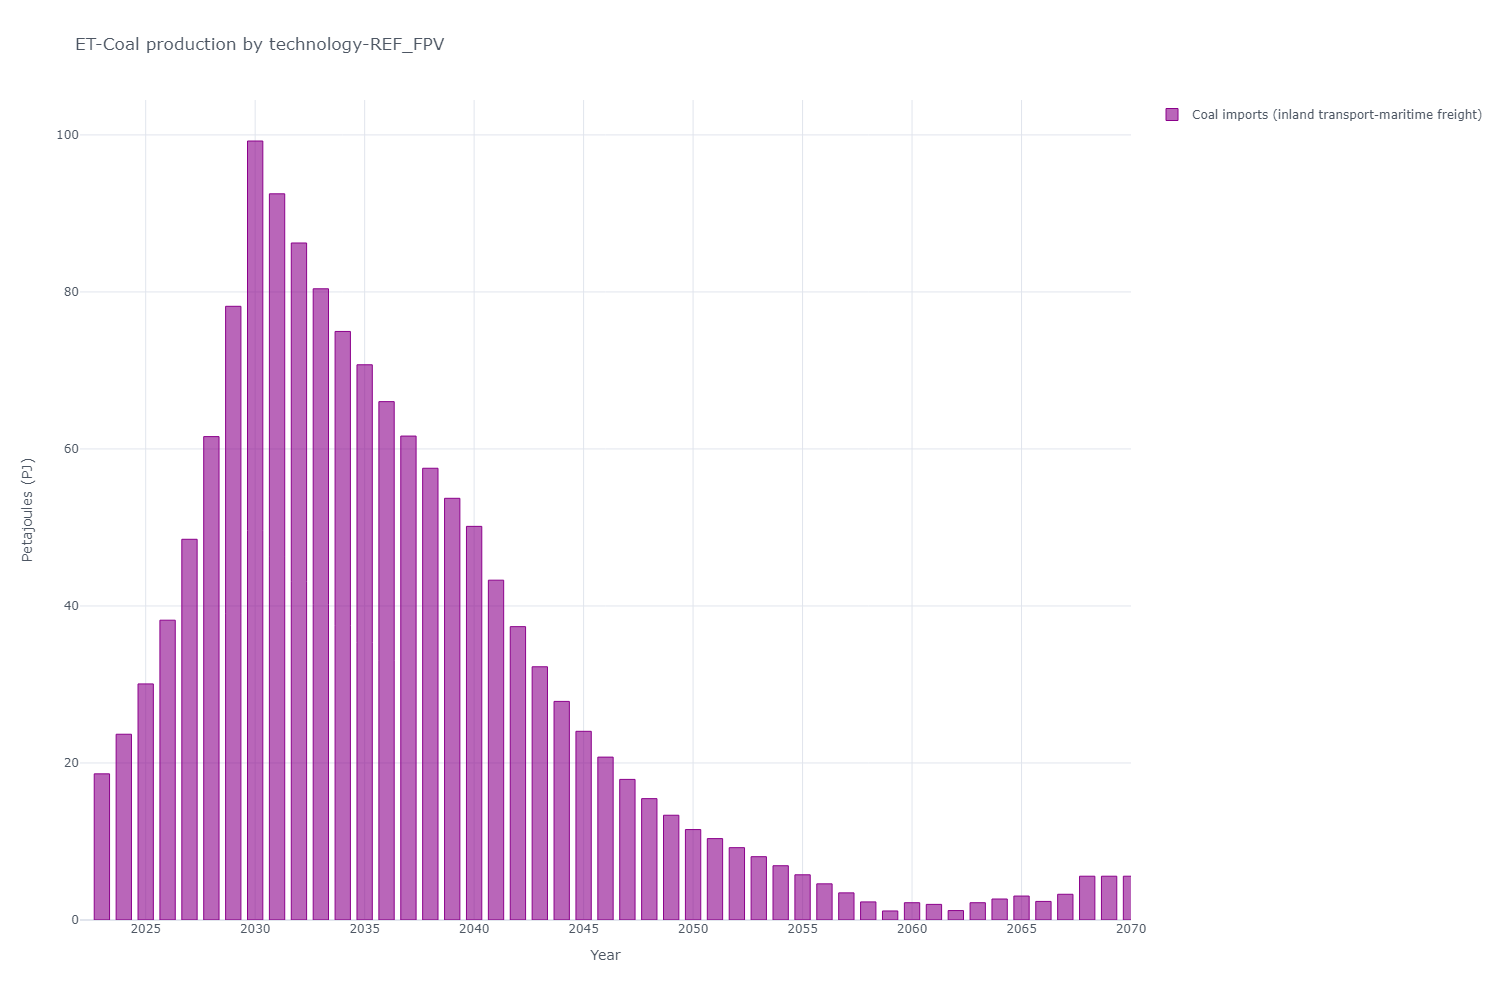 ET-Coal production by technology-REF_FPV
Coal imports (inland transport-maritime freight)
100
80
60
40
20
0
Petajoules (PJ)
2025 2030 2035 2040 2045 2050 2055 2060 2065 2070
Year